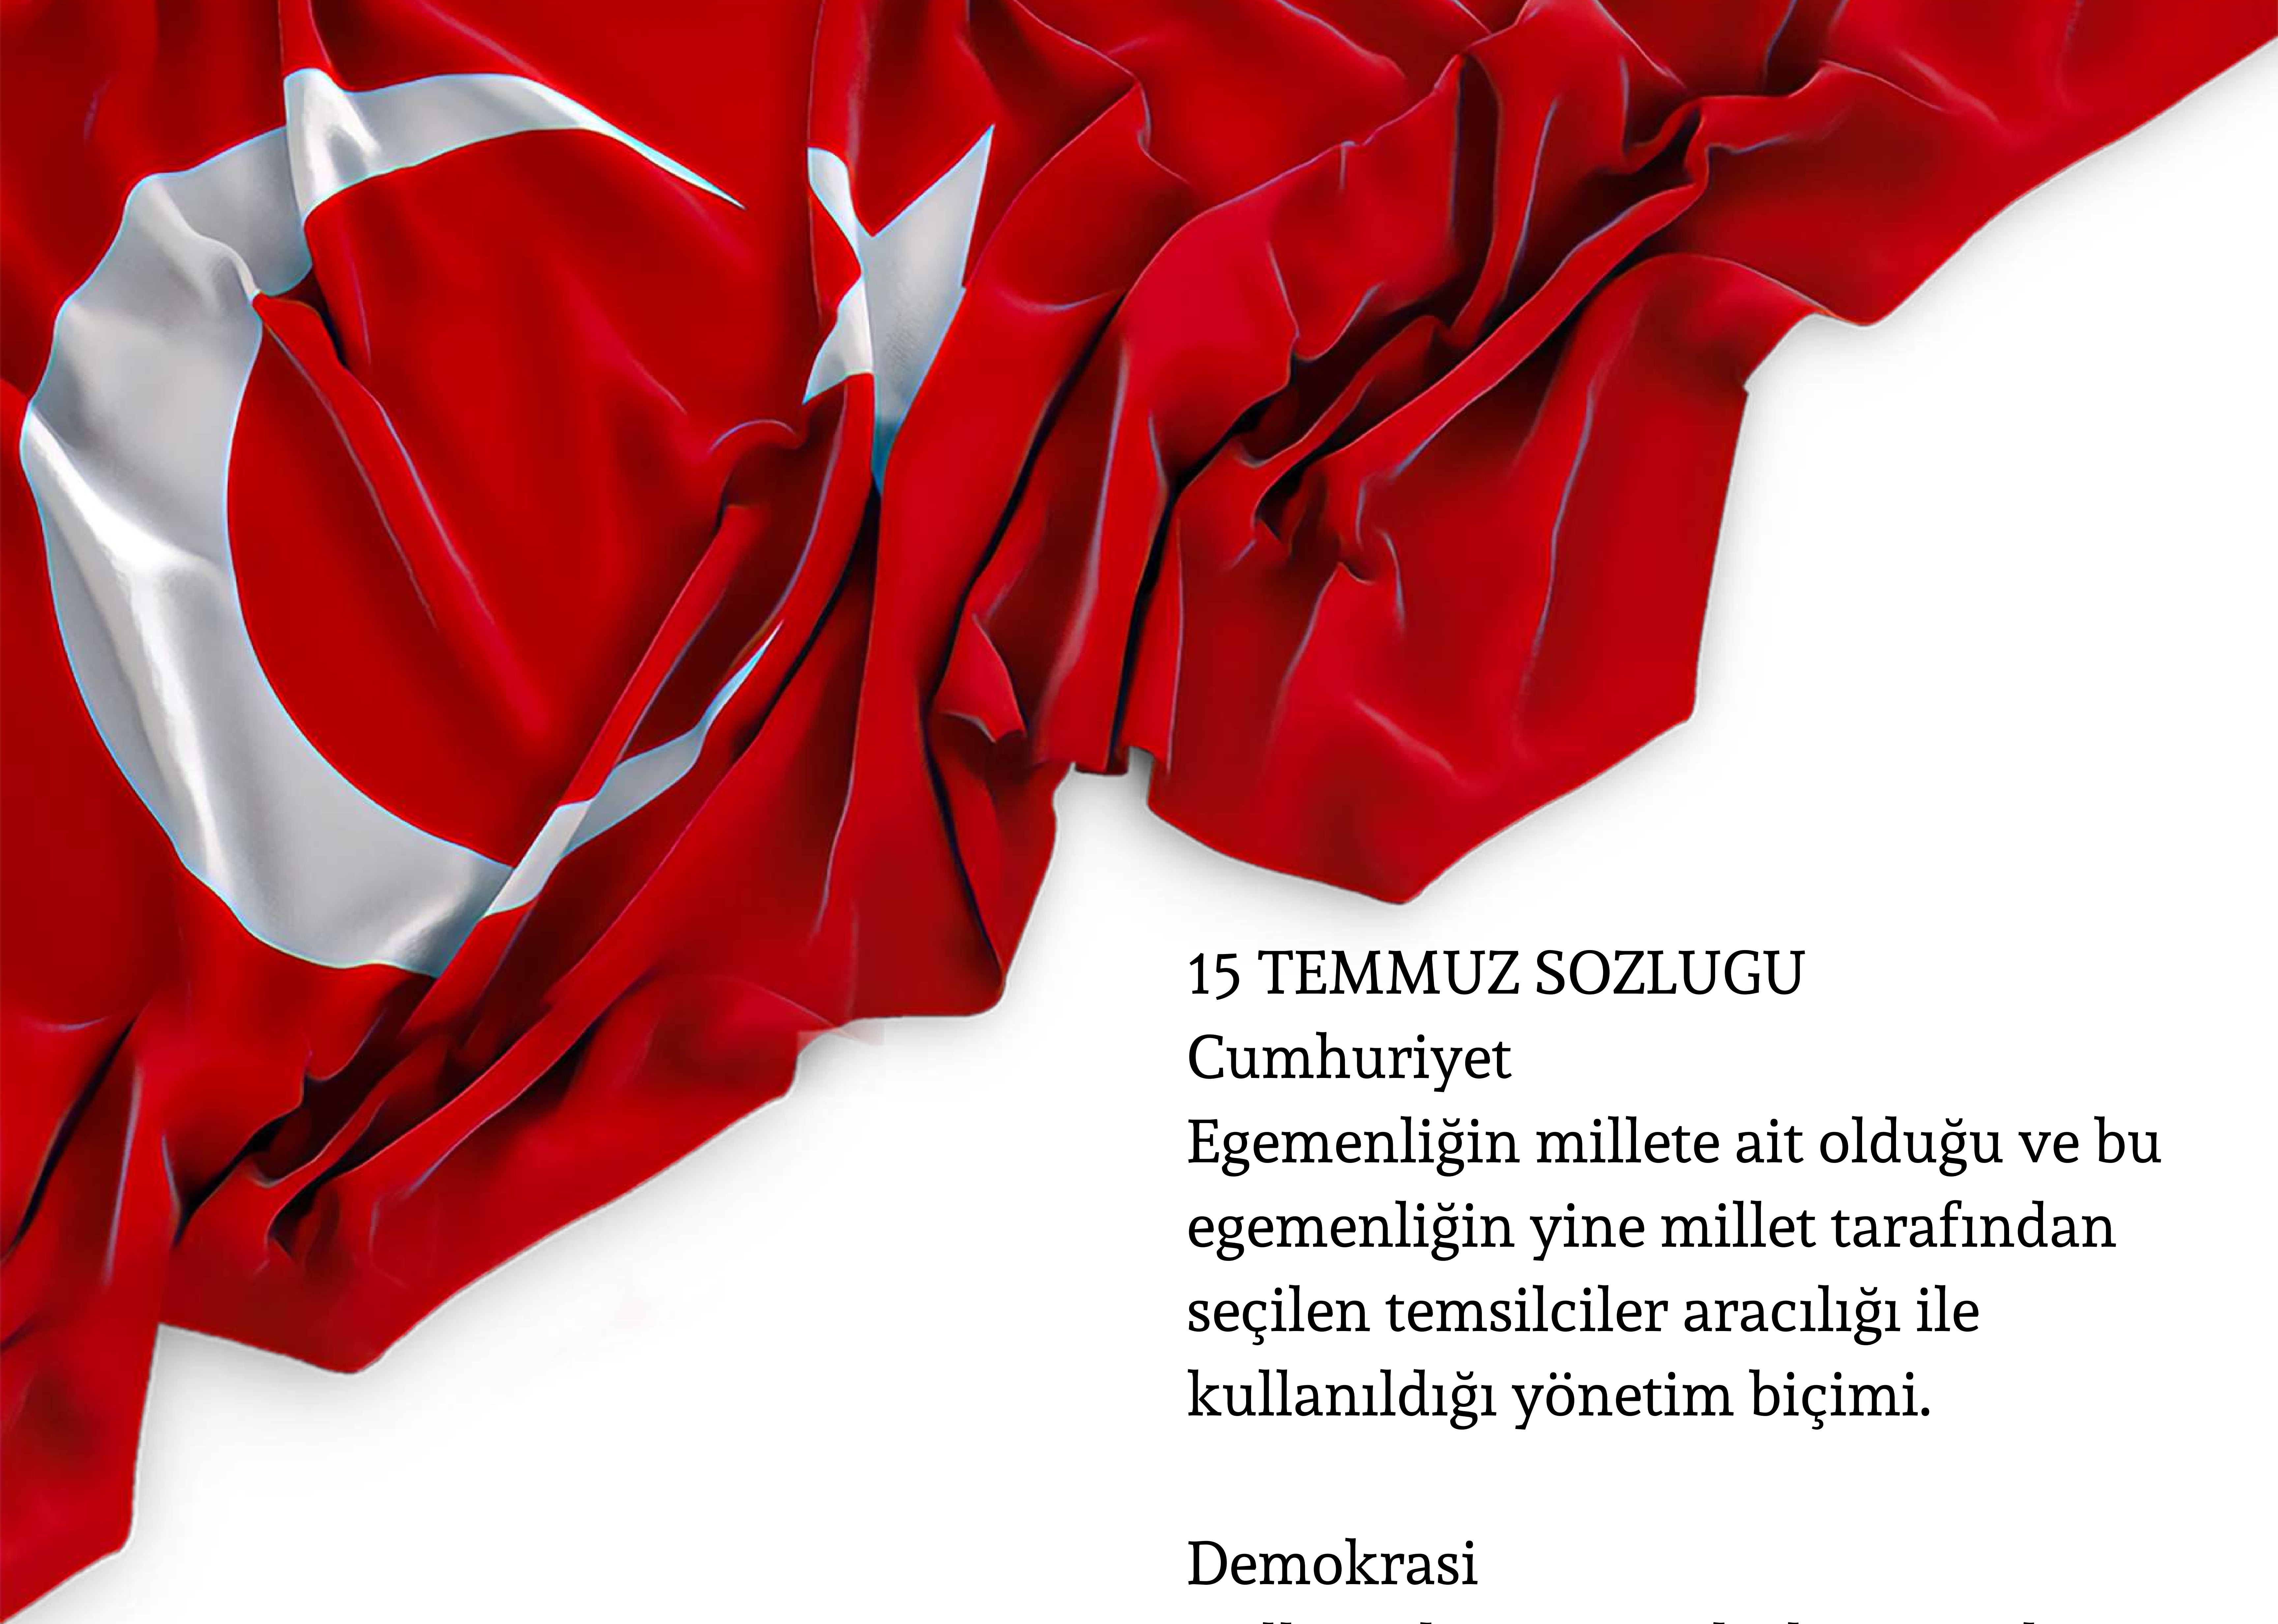 15 TEMMUZ SOZLUGU
Cumhuriyet
Egemenliğin millete ait olduğu ve bu
egemenliğin yine millet tarafından
seçilen temsilciler aracılığı ile
kullanıldığı yönetim biçimi.
Demokrasi